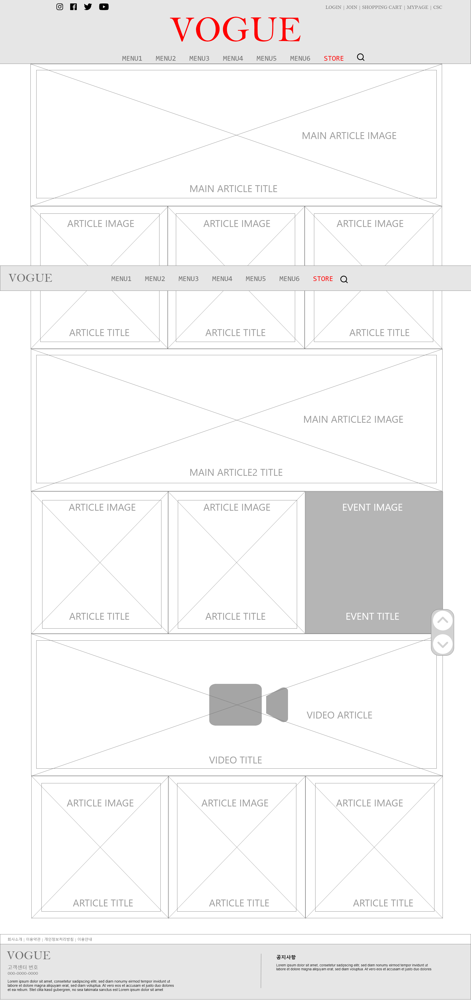 LOGIN | JOIN | SHOPPING CART | MYPAGE | CSC
VOGUE
MENU1 MENU2 MENU3 MENU4 MENU5 MENU6 STORE
MAIN ARTICLE IMAGE
MAIN ARTICLE TITLE
ARTICLE IMAGE ARTICLE IMAGE ARTICLE IMAGE
VOGUE MENU1 MENU2 MENU3 MENU4 MENU5 MENU6 STORE
ARTICLE TITLE ARTICLE TITLE ARTICLE TITLE
MAIN ARTICLE2 IMAGE
MAIN ARTICLE2 TITLE
ARTICLE IMAGE ARTICLE IMAGE EVENT IMAGE
ARTICLE TITLE ARTICLE TITLE EVENT TITLE
VIDEO ARTICLE
VIDEO TITLE
ARTICLE IMAGE ARTICLE IMAGE ARTICLE IMAGE
ARTICLE TITLE ARTICLE TITLE ARTICLE TITLE
회사소개 | 이용약관 | 개인정보처리방침 | 이용안내
VOGUE
고객센터 번호
000-0000-0000
Lorem ipsum dolor sit amet, consetetur sadipscing elitr, sed diam nonumy eirmod tempor invidunt ut
labore et dolore magna aliquyam erat, sed diam voluptua. At vero eos et accusam et justo duo dolores
et ea rebum. Stet clita kasd gubergren, no sea takimata sanctus est Lorem ipsum dolor sit amet
공지사항
Lorem ipsum dolor sit amet, consetetur sadipscing elitr, sed diam nonumy eirmod tempor invidunt ut
labore et dolore magna aliquyam erat, sed diam voluptua. At vero eos et accusam et justo duo dolores